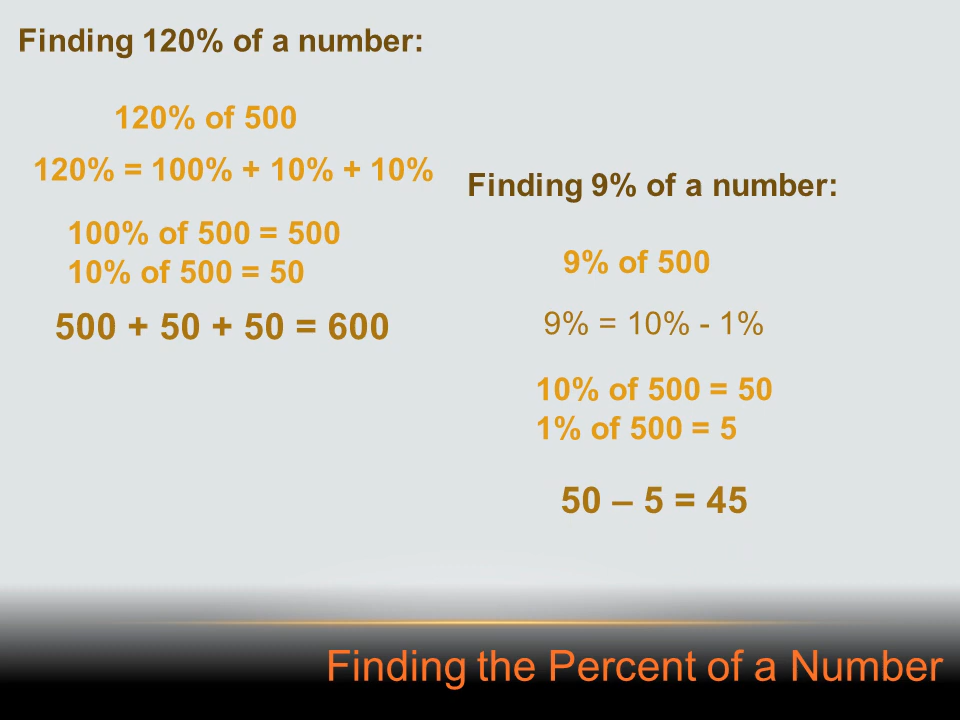 Finding 120% of a number:
120% of 500
120% = 100% + 10% + 10%
100% of 500 = 500
10% of 500 = 50
500 + 50 + 50 = 600
Finding 9% of a number:
9% of 500
9% = 10% - 1%
10% of 500 = 50
1% of 500 = 5
50 – 5 = 45
Finding the Percent of a Number